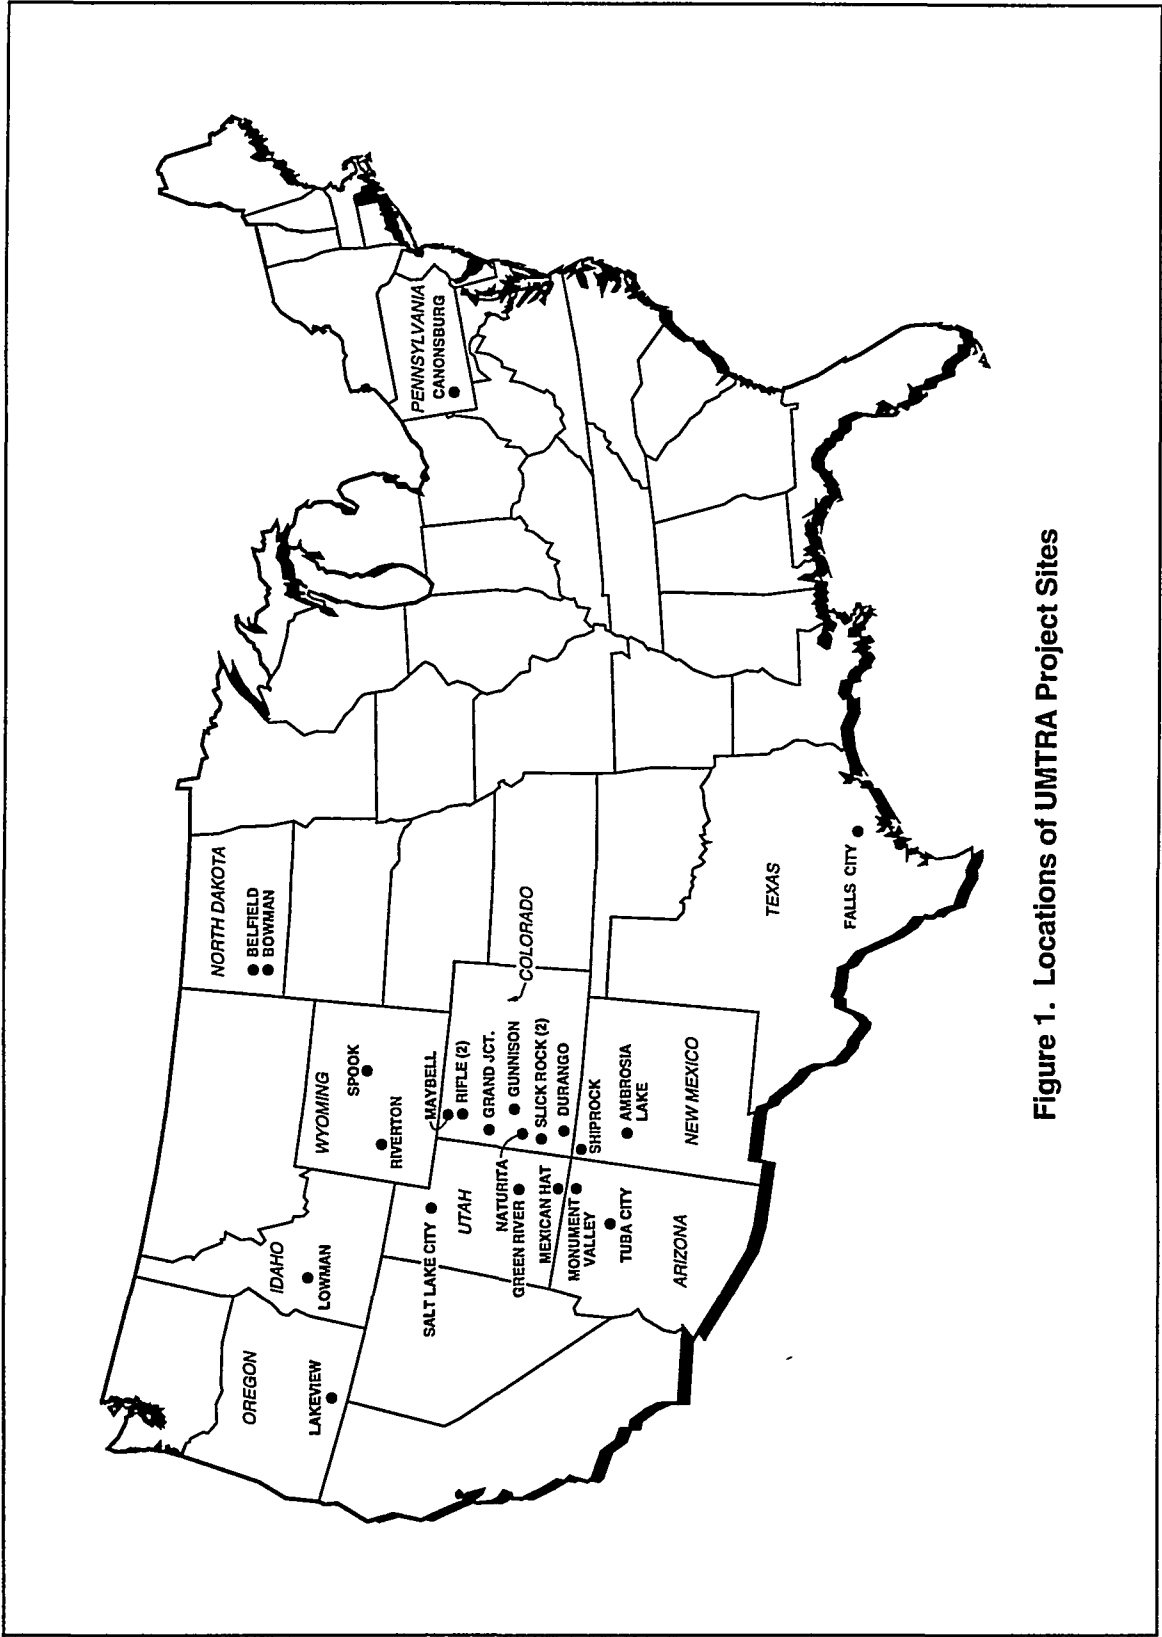 OREGON
LAKEVIEW
IDAHO
LOWMAN
WYOMING
SPOOK
RIVERTON
NORTH DAKOTA
BELFIELD
BOWMAN
PENNSYLVANIA
CANONSBURG
SALT LAKE CITY
UTAH
NATURITA
GREEN RIVER
MEXICAN HAT
MONUMENT
VALLEY
TUBA CITY
ARIZONA
MAYBELL
RIFLE (2)
GRAND JCT.
GUNNISON
SLICK ROCK (2)
DURANGO
COLORADO
SHIPROCK
AMBROSIA
LAKE
NEW MEXICO
TEXAS
FALLS CITY
Figure 1. Locations of UMTRA Project Sites